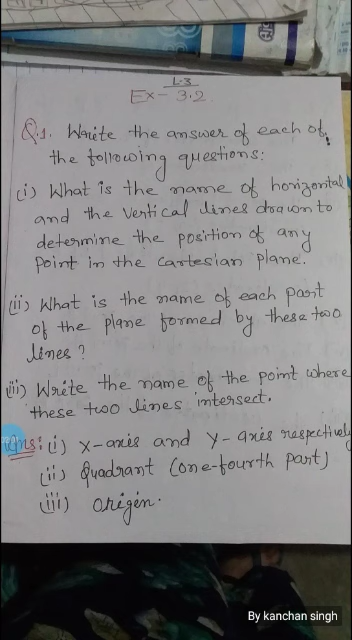 L-3
Ex- 3.2
Q.1. Write the answer of each of
the following questions:
(i) What is the name of horizontal
and the vertical lines drawn to
determine the position of any
point in the cartesian plane.
(ii) What is the name of each part
of the plane formed by these two
lines ?
(iii) Write the name of the point where
these two lines intersect.
Ans: (i) X-axis and Y-axis respectively
(ii) Quadrant (one-fourth part)
(iii) origin.
By kanchan singh